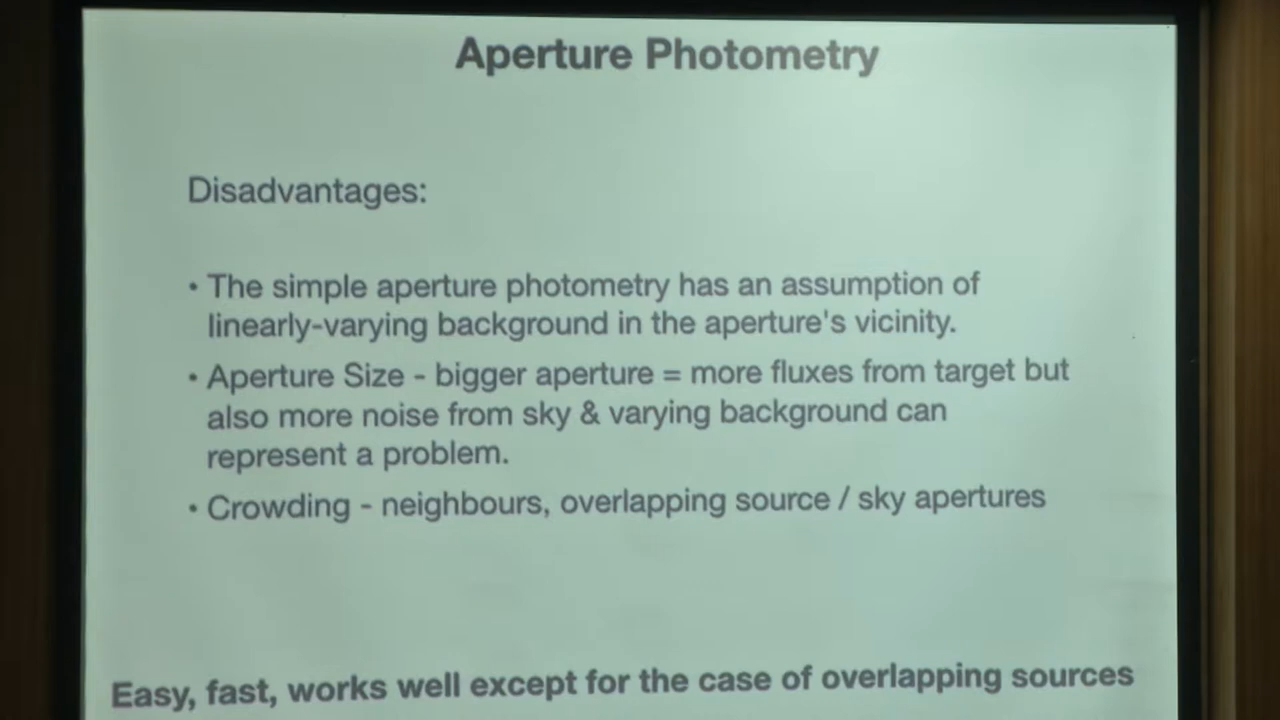 Aperture Photometry
Disadvantages:
• The simple aperture photometry has an assumption of
linearly-varying background in the aperture's vicinity.
• Aperture Size - bigger aperture = more fluxes from target but
also more noise from sky & varying background can
represent a problem.
• Crowding - neighbours, overlapping source / sky apertures
Easy, fast, works well except for the case of overlapping sources